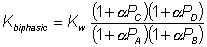 K_biphasic = K_w (1+αP_C)(1+αP_D) / (1+αP_A)(1+αP_B)